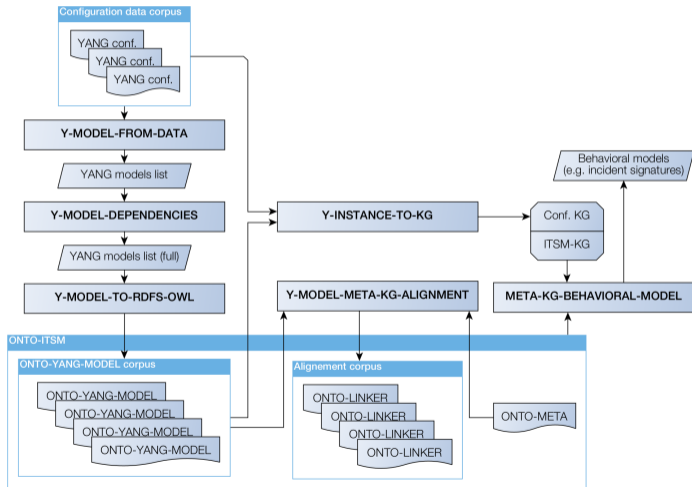 Configuration data corpus
YANG conf.
YANG conf.
YANG conf.
Y-MODEL-FROM-DATA
YANG models list
Y-MODEL-DEPENDENCIES
YANG models list (full)
Y-MODEL-TO-RDFS-OWL
Y-INSTANCE-TO-KG
Behavioral models
(e.g. incident signatures)
Conf. KG
ITSM-KG
Y-MODEL-META-KG-ALIGNMENT
META-KG-BEHAVIORAL-MODEL
ONTO-ITSM
ONTO-YANG-MODEL corpus
ONTO-YANG-MODEL
ONTO-YANG-MODEL
ONTO-YANG-MODEL
ONTO-YANG-MODEL
Alignement corpus
ONTO-LINKER
ONTO-LINKER
ONTO-LINKER
ONTO-LINKER
ONTO-META